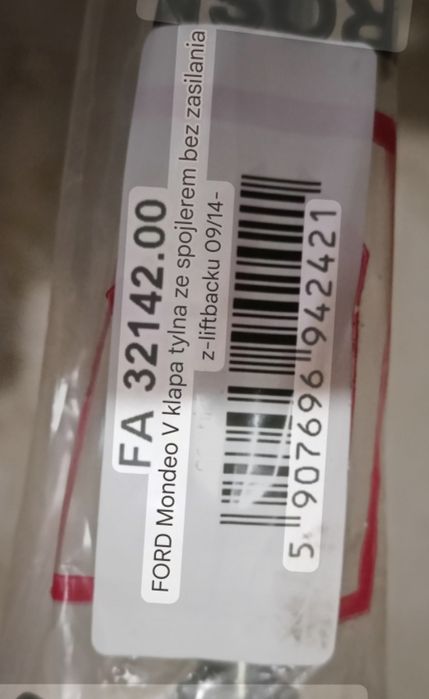 FA 32142.00
FORD Mondeo V klapa tylna ze spojlerem bez zasilania
z-liftbacku 09/14-
5 907696 942421